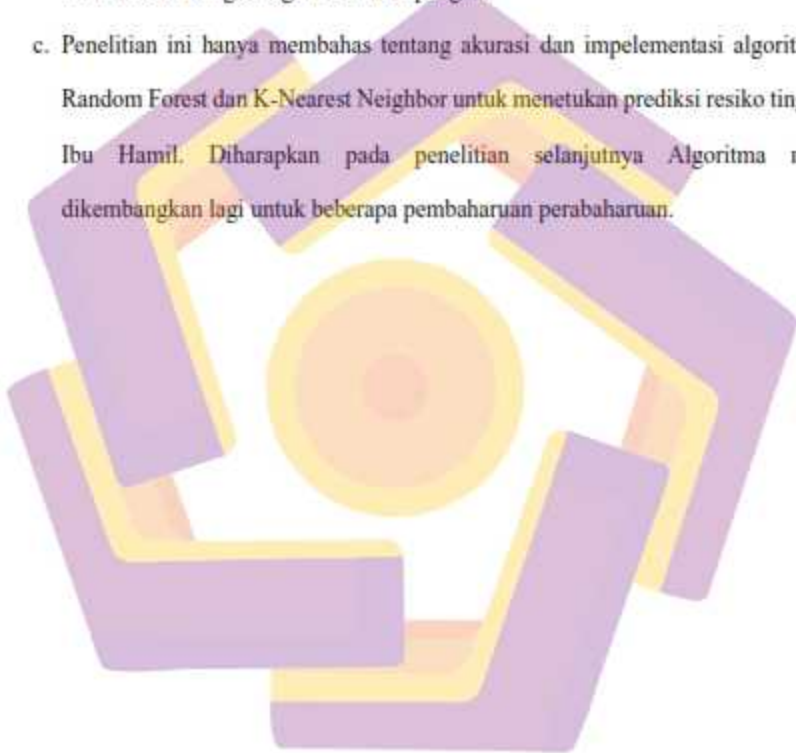 c. Penelitian ini hanya membahas tentang akurasi dan impelementasi algorit
Random Forest dan K-Nearest Neighbor untuk menetukan prediksi resiko ting
Ibu Hamil. Diharapkan pada penelitian selanjutnya Algoritma
dikembangkan lagi untuk beberapa pembaharuan perabaharuan.